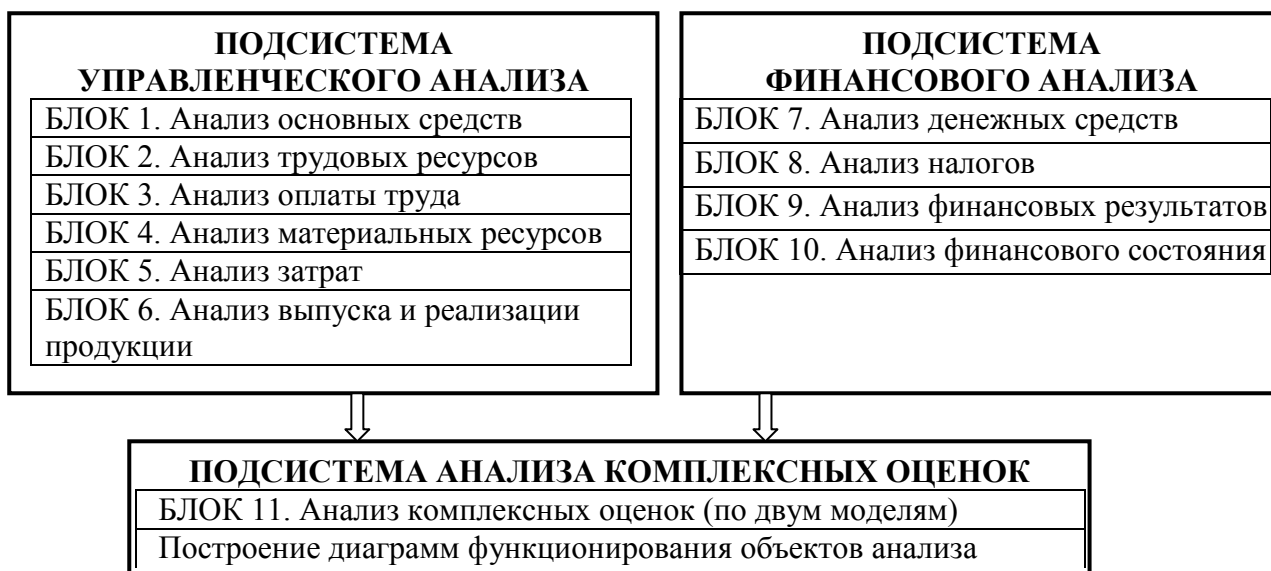 ПОДСИСТЕМА
УПРАВЛЕНЧЕСКОГО АНАЛИЗА
БЛОК 1. Анализ основных средств
БЛОК 2. Анализ трудовых ресурсов
БЛОК 3. Анализ оплаты труда
БЛОК 4. Анализ материальных ресурсов
БЛОК 5. Анализ затрат
БЛОК 6. Анализ выпуска и реализации
продукции
ПОДСИСТЕМА
ФИНАНСОВОГО АНАЛИЗА
БЛОК 7. Анализ денежных средств
БЛОК 8. Анализ налогов
БЛОК 9. Анализ финансовых результатов
БЛОК 10. Анализ финансового состояния
ПОДСИСТЕМА АНАЛИЗА КОМПЛЕКСНЫХ ОЦЕНОК
БЛОК 11. Анализ комплексных оценок (по двум моделям)
Построение диаграмм функционирования объектов анализа